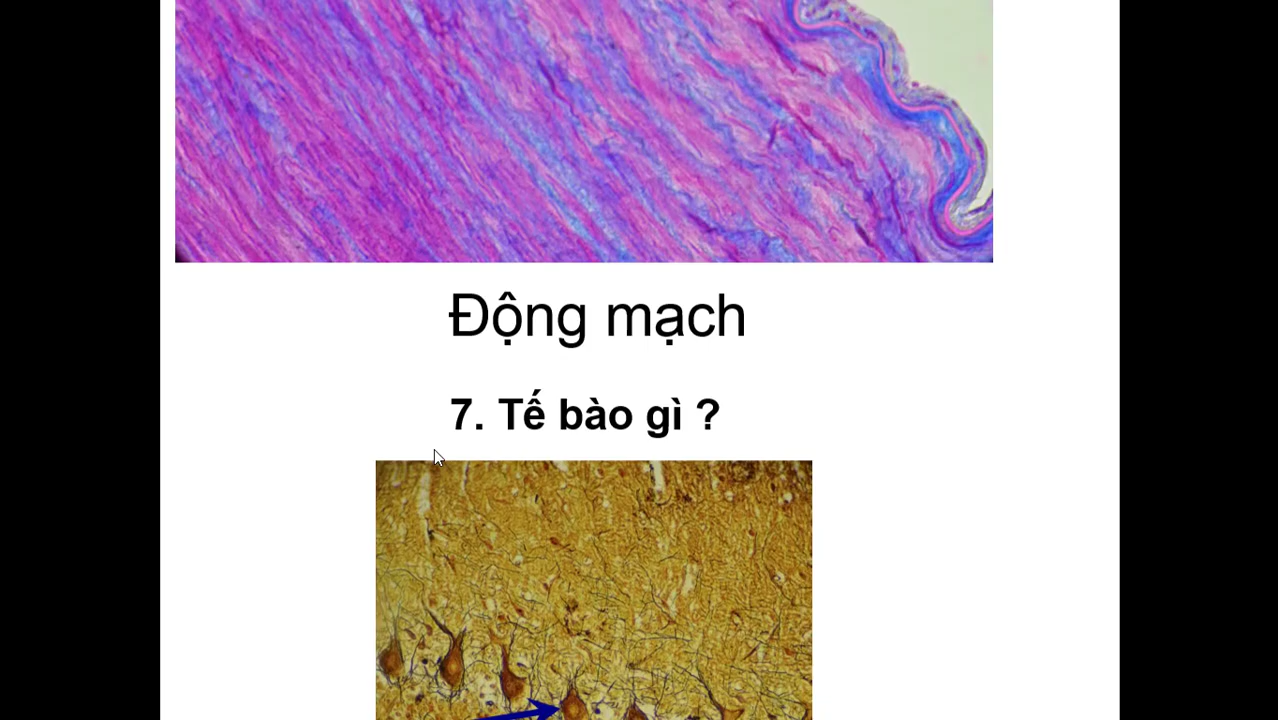 Động mạch
7. Tế bào gì ?